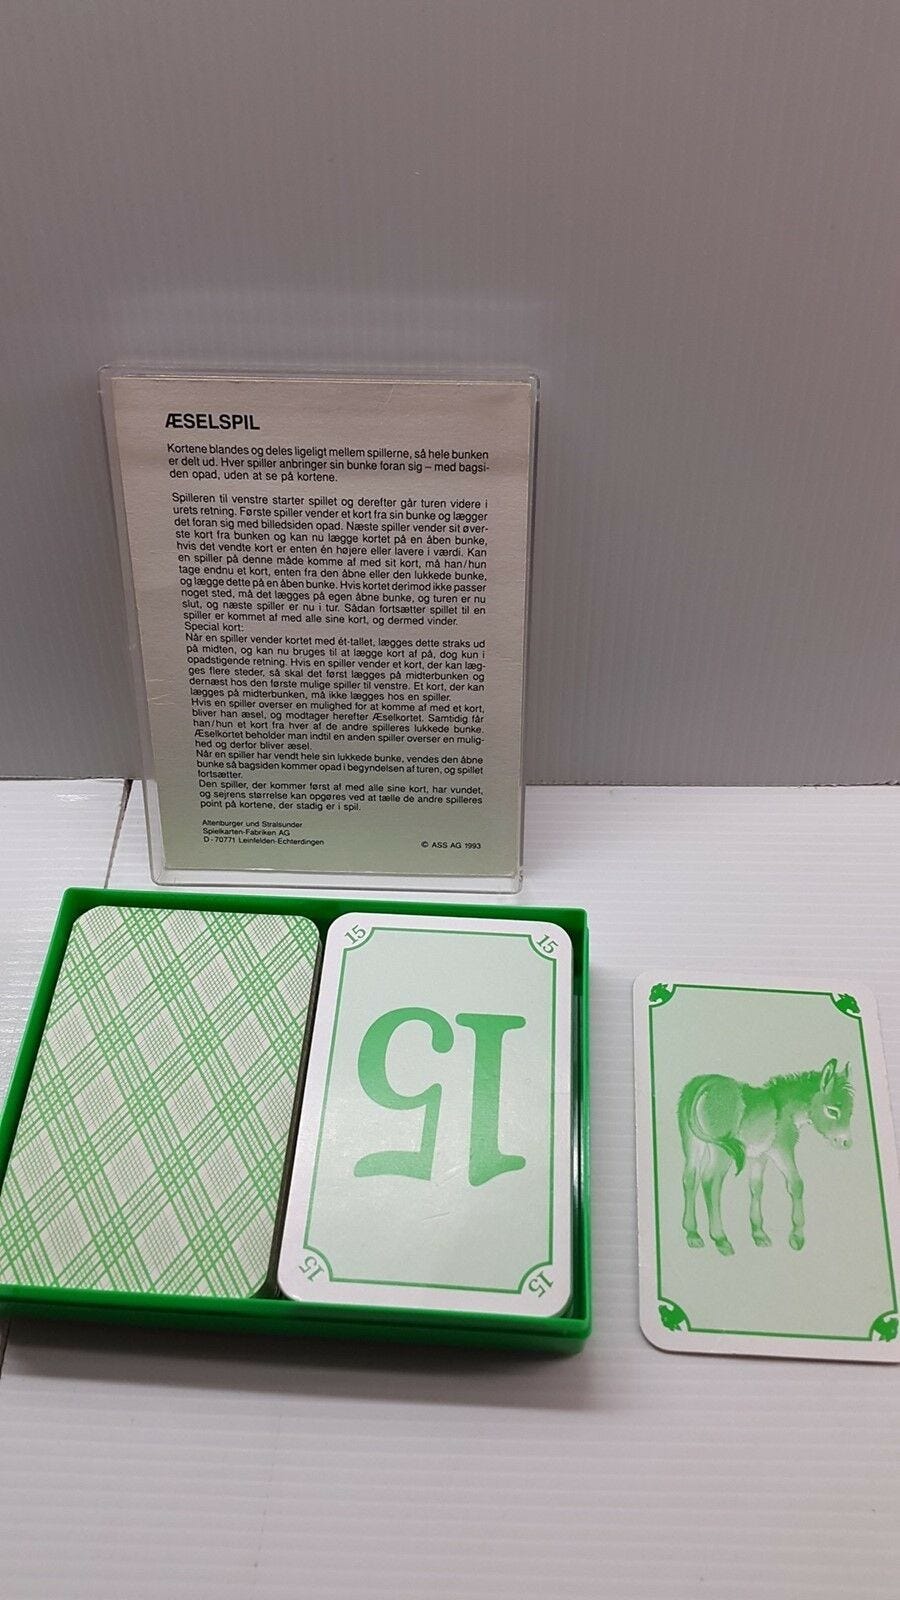 ÆSELSPIL
Kortene blandes og deles ligeligt mellem spillerne, så hele bunken
er delt ud. Hver spiller anbringer sin bunke foran sig – med bagsi-
den opad, uden at se på kortene.
Spilleren til venstre starter spillet og derefter går turen videre i
urets retning. Første spiller vender et kort fra sin bunke og lægger
det foran sig med billedsiden opad. Næste spiller vender sit øver-
ste kort fra bunken og kan nu lægge kortet på en åben bunke,
hvis det vendte kort er enten én højere eller lavere i værdi. Kan
en spiller på denne måde komme af med sit kort, må han/hun
tage endnu et kort, enten fra den åbne eller den lukkede bunke,
og lægge dette på en åben bunke. Hvis kortet derimod ikke passer
noget sted, må det lægges på egen åbne bunke, og turen er nu
slut, og næste spiller er nu i tur. Sådan fortsætter spillet til en
spiller er kommet af med alle sine kort, og dermed vinder.
Special kort:
Når en spiller vender kortet med ét-tallet, lægges dette straks ud
på midten, og kan nu bruges til at lægge kort af på, dog kun i
opadstigende retning. Hvis en spiller vender et kort, der kan læg-
ges flere steder, så skal det først lægges på midterbunken og
dernæst hos den første mulige spiller til venstre. Et kort, der kan
lægges på midterbunken, må ikke lægges hos en spiller.
Hvis en spiller overser en mulighed for at komme af med et kort,
bliver han æsel, og modtager herefter Æselkortet. Samtidig får
han/hun et kort fra hver af de andre spilleres lukkede bunke.
Æselkortet beholder man indtil en anden spiller overser en mulig-
hed og derfor bliver æsel.
Når en spiller har vendt hele sin lukkede bunke, vendes den åbne
bunke så bagsiden kommer opad i begyndelsen af turen, og spillet
fortsætter.
Den spiller, der kommer først af med alle sine kort, har vundet,
og sejrens størrelse kan opgøres ved at tælle de andre spilleres
point på kortene, der stadig er i spil.
Altenburger und Stralsunder
Spielkarten-Fabriken AG
D-70771 Leinfelden-Echterdingen
© ASS AG 1993
15
15
15
15
15